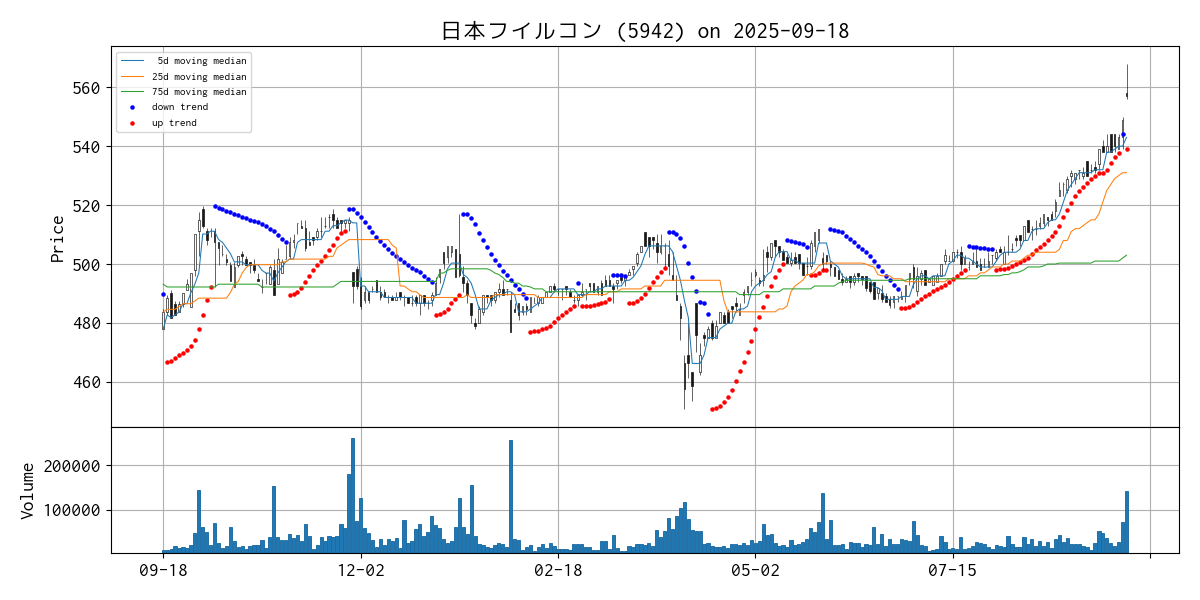 日本フイルコン (5942) on 2025-09-18
5d moving median
25d moving median
75d moving median
down trend
up trend
Price
560
540
520
500
480
460
Volume
200000
100000
09-18
12-02
02-18
05-02
07-15